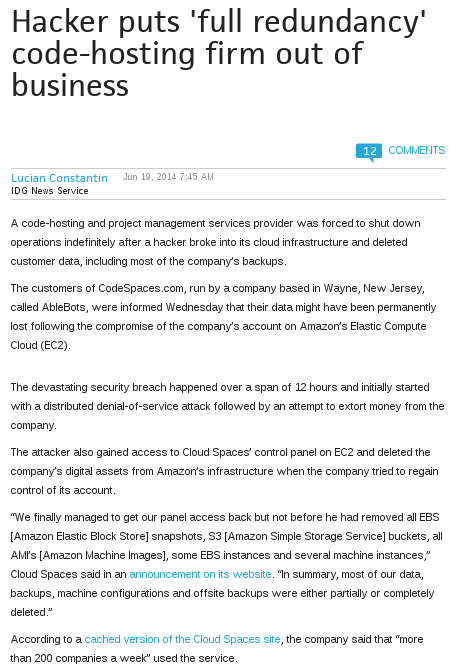 Hacker puts 'full redundancy'
code-hosting firm out of
business
12 COMMENTS
Lucian Constantin Jun 19, 2014 7:45 AM
IDG News Service
A code-hosting and project management services provider was forced to shut down
operations indefinitely after a hacker broke into its cloud infrastructure and deleted
customer data, including most of the company's backups.
The customers of CodeSpaces.com, run by a company based in Wayne, New Jersey,
called AbleBots, were informed Wednesday that their data might have been permanently
lost following the compromise of the company's account on Amazon's Elastic Compute
Cloud (EC2).
The devastating security breach happened over a span of 12 hours and initially started
with a distributed denial-of-service attack followed by an attempt to extort money from the
company.
The attacker also gained access to Cloud Spaces' control panel on EC2 and deleted the
company's digital assets from Amazon's infrastructure when the company tried to regain
control of its account.
“We finally managed to get our panel access back but not before he had removed all EBS
[Amazon Elastic Block Store] snapshots, S3 [Amazon Simple Storage Service] buckets, all
AMI's [Amazon Machine Images], some EBS instances and several machine instances,”
Cloud Spaces said in an announcement on its website. “In summary, most of our data,
backups, machine configurations and offsite backups were either partially or completely
deleted.”
According to a cached version of the Cloud Spaces site, the company said that “more
than 200 companies a week” used the service.